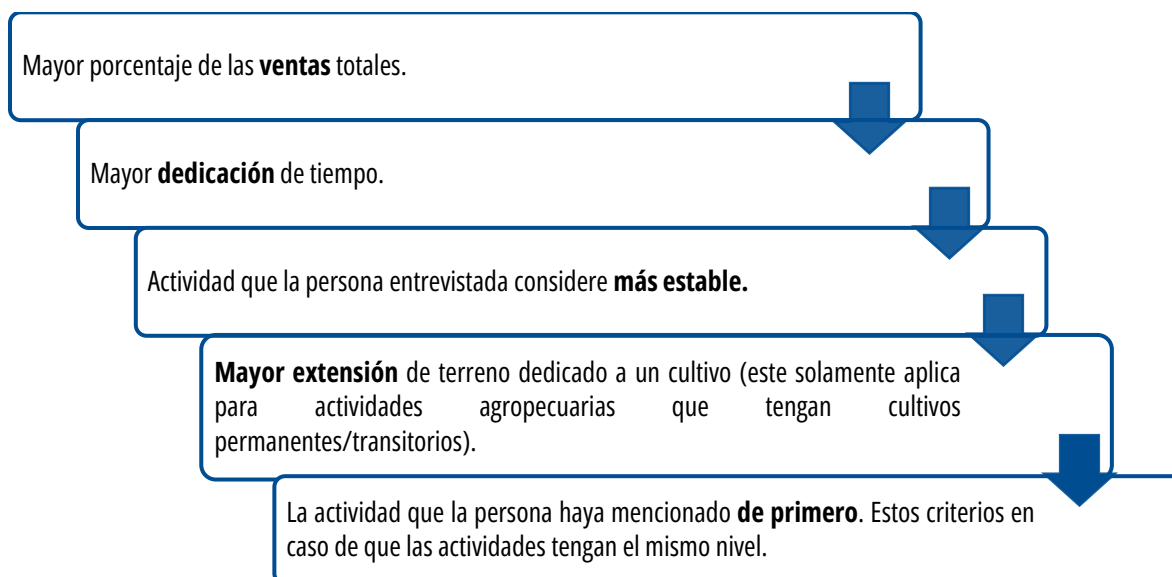 Mayor porcentaje de las ventas totales.
Mayor dedicación de tiempo.
Actividad que la persona entrevistada considere más estable.
Mayor extensión de terreno dedicado a un cultivo (este solamente aplica
para actividades agropecuarias que tengan cultivos
permanentes/transitorios).
La actividad que la persona haya mencionado de primero. Estos criterios en
caso de que las actividades tengan el mismo nivel.